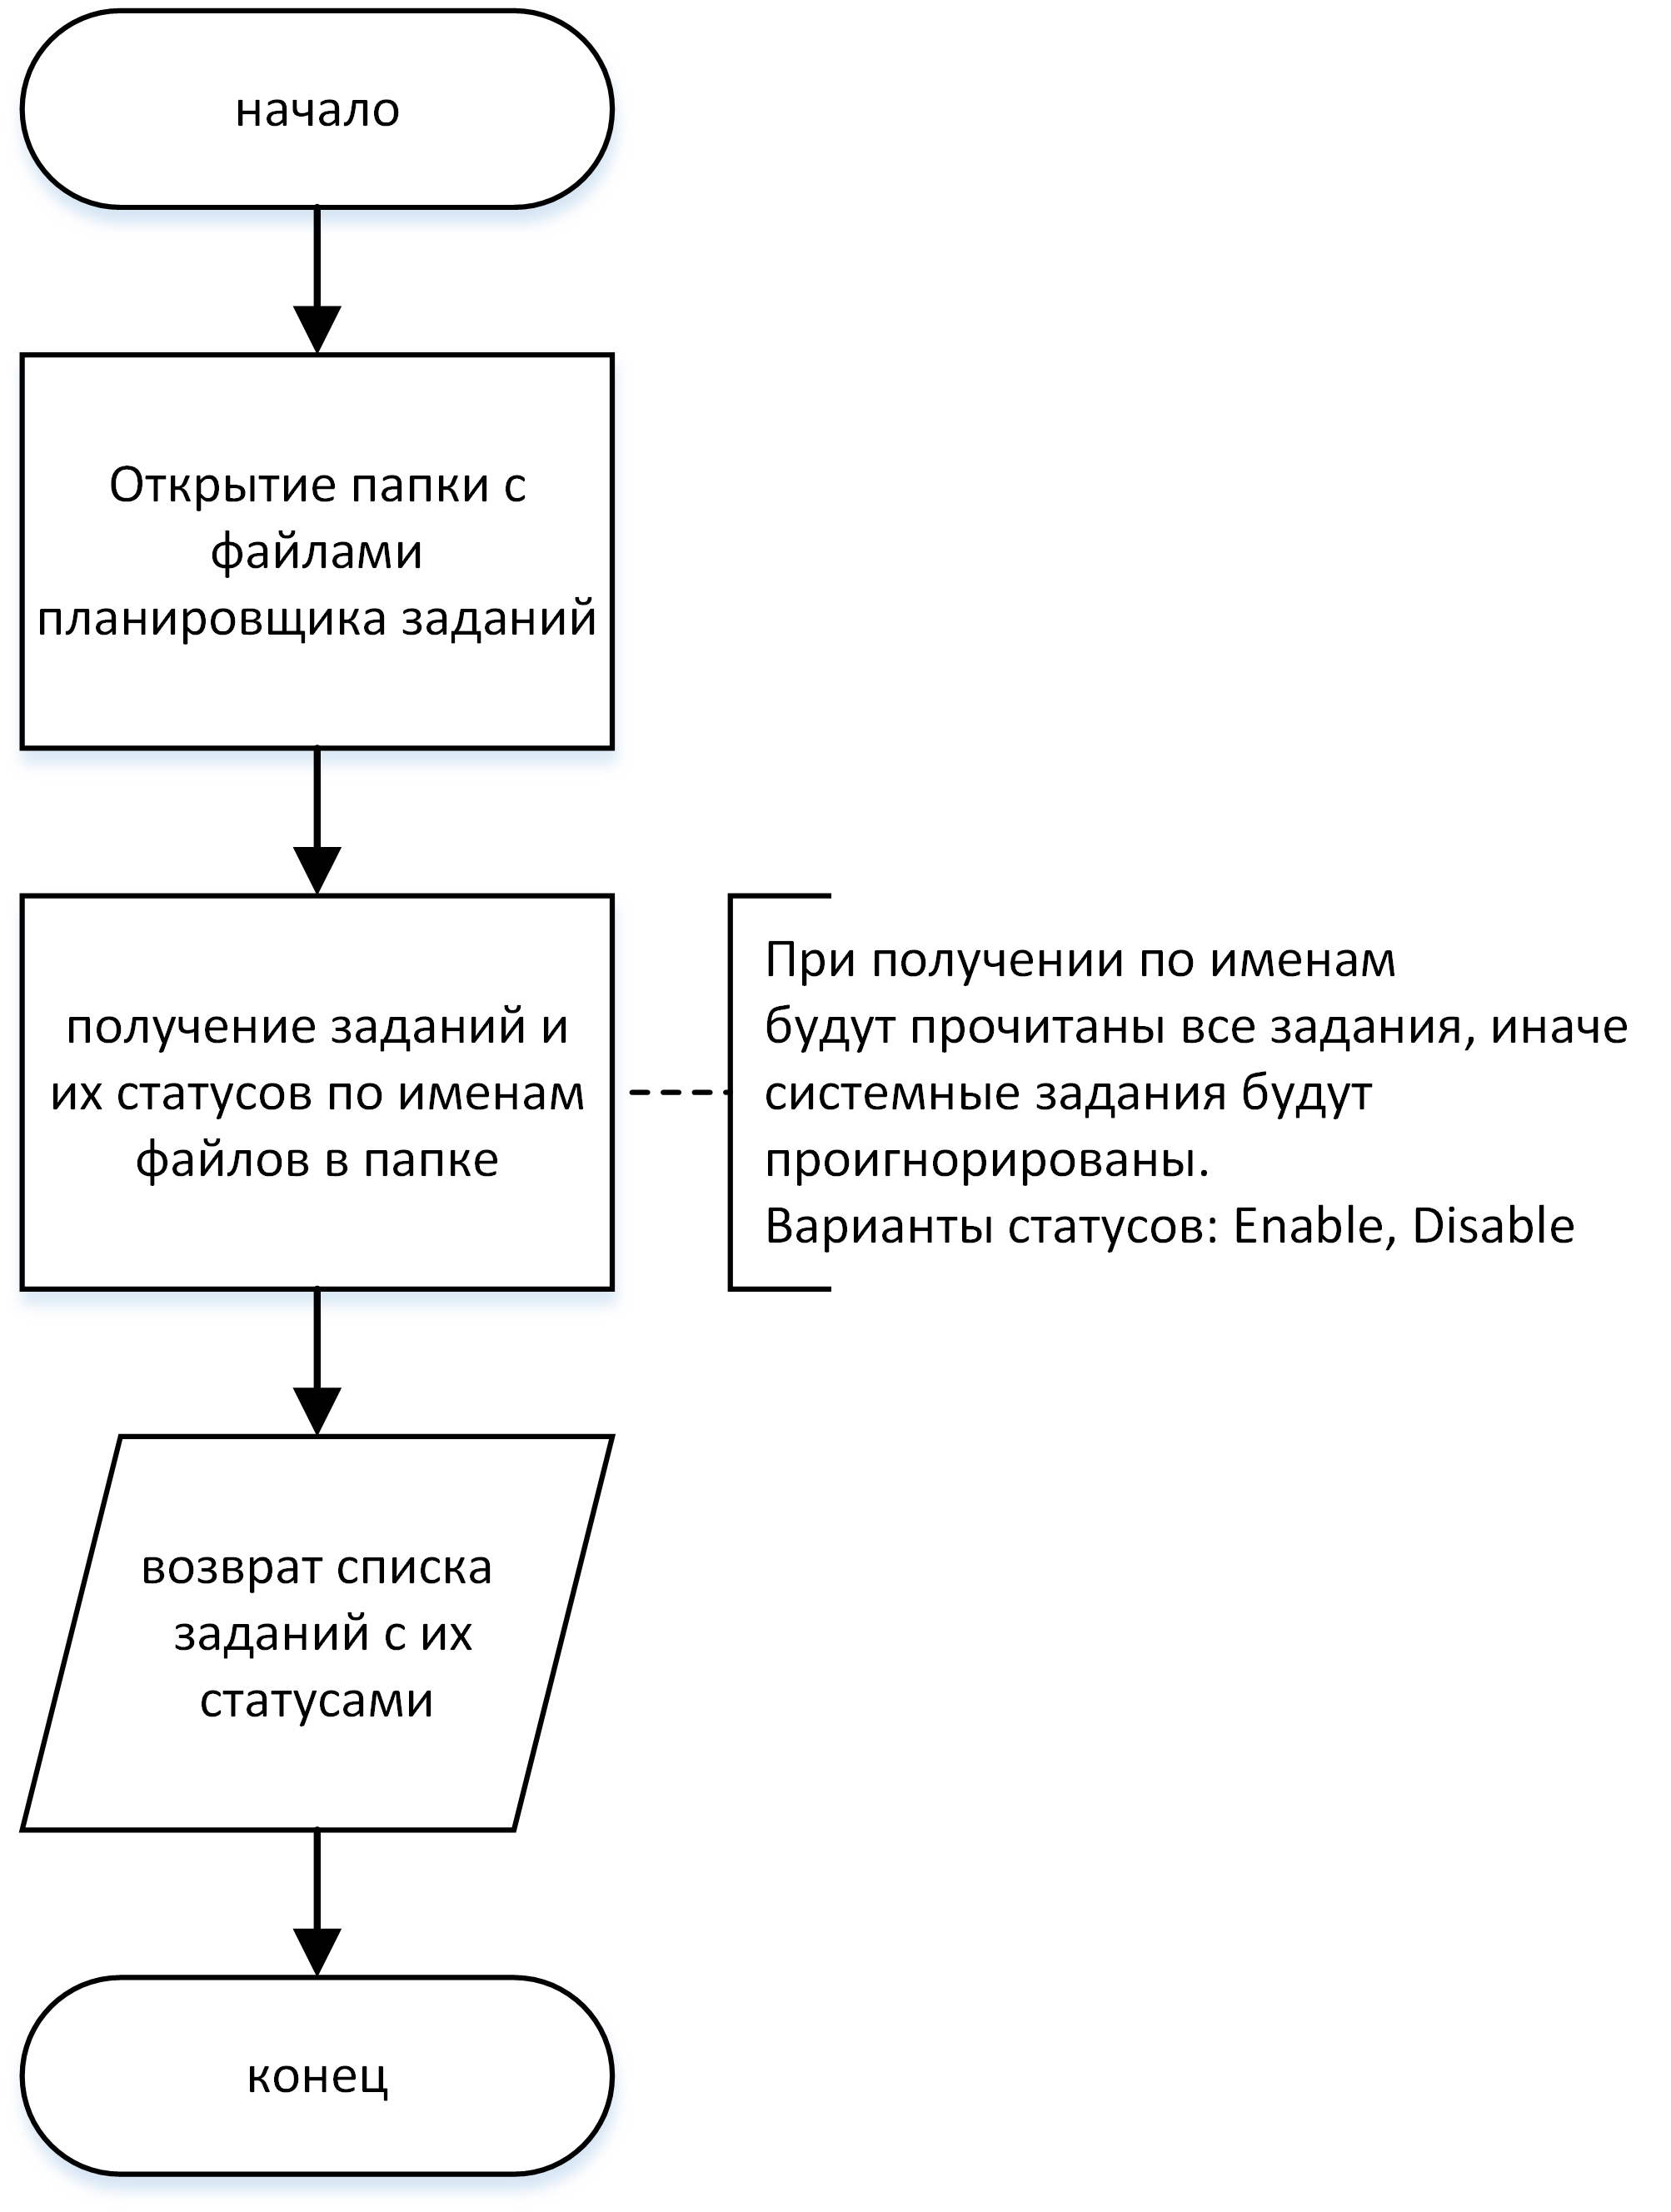 начало
Открытие папки с
файлами
планировщика заданий
получение заданий и
их статусов по именам
файлов в папке
При получении по именам
будут прочитаны все задания, иначе
системные задания будут
проигнорированы.
Варианты статусов: Enable, Disable
возврат списка
заданий с их
статусами
конец